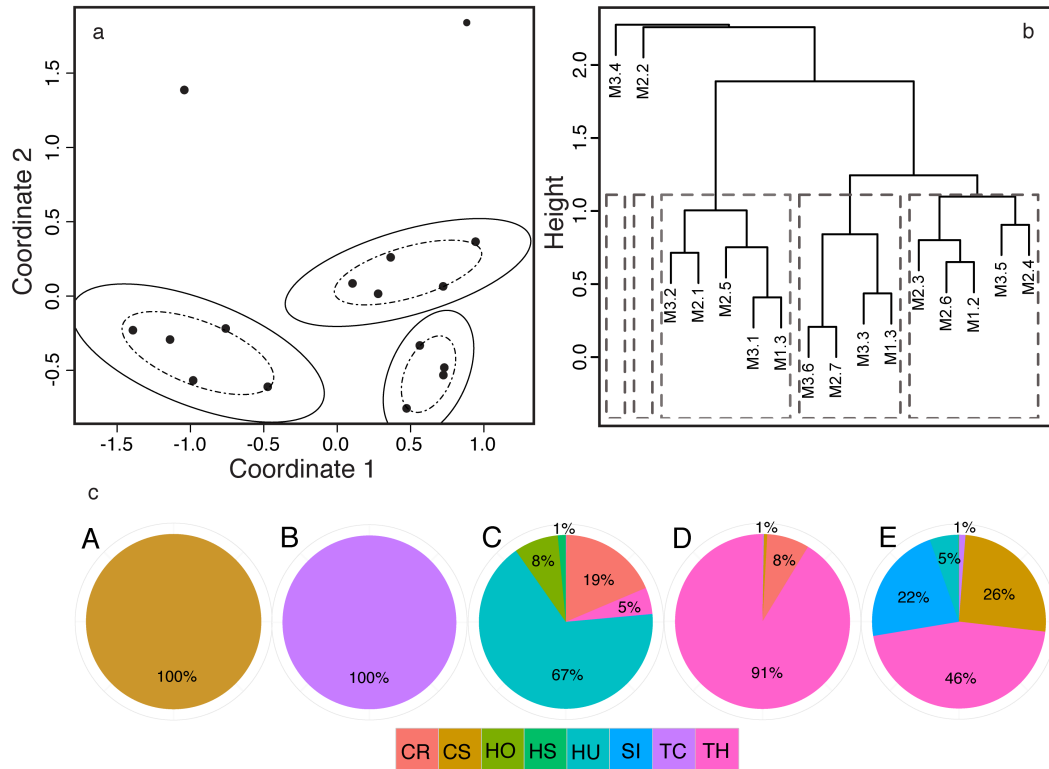 a
Coordinate 2
1.5
1.0
0.5
0.0
-0.5
-1.5
-1.0
-0.5
0.0
0.5
1.0
Coordinate 1
b
Height
2.0
1.5
1.0
0.5
0.0
M3.4
M2.2
M3.2
M2.1
M2.5
M3.1
M1.3
M3.6
M2.7
M3.3
M1.3
M2.3
M2.6
M1.2
M3.5
M2.4
c
A
100%
B
100%
C
1%
8%
19%
5%
67%
D
1%
8%
91%
E
1%
5%
26%
22%
46%
CR CS HO HS HU SI TC TH